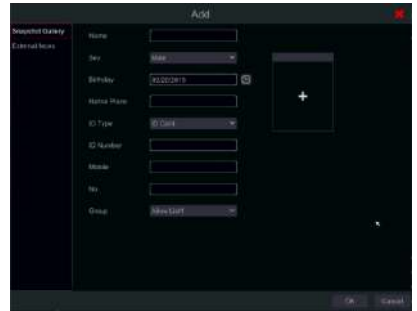 Add
Snapshot Gallery
External faces
Name
Sex
Male
Birthday
Native Place
ID Type
ID Card
ID Number
Mobile
No
Group
OK
Cancel